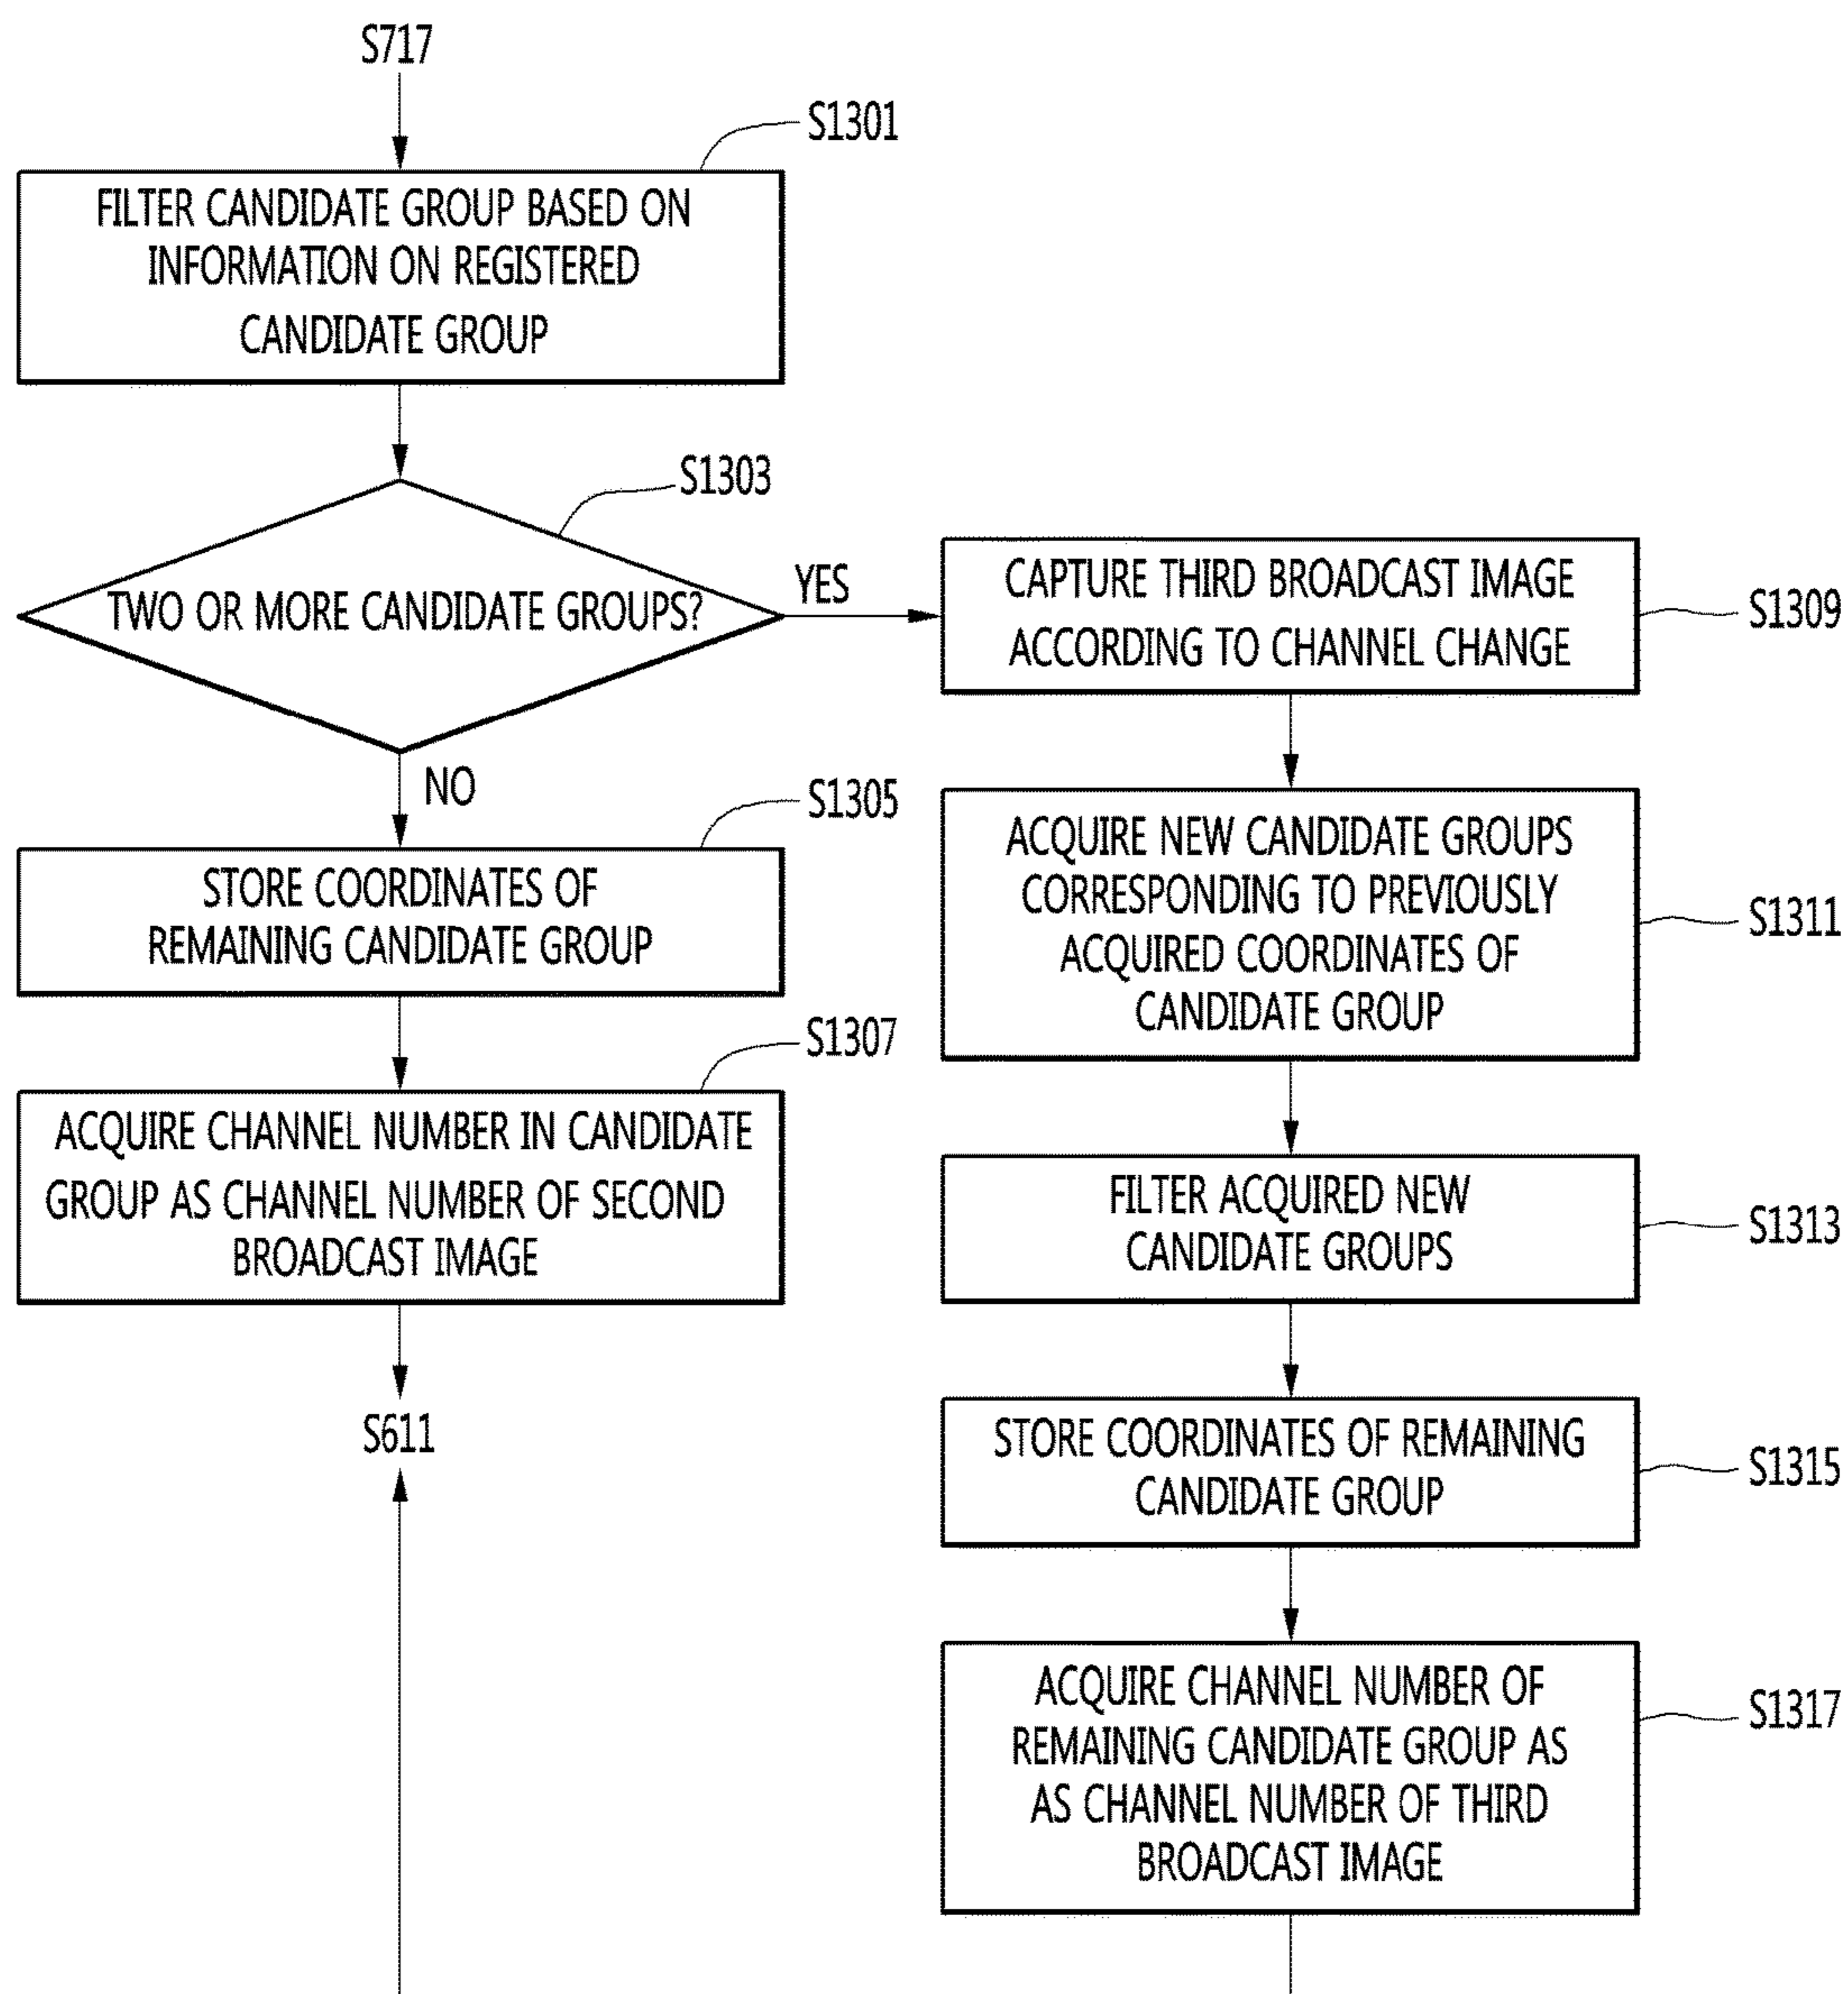 S717
S1301
FILTER CANDIDATE GROUP BASED ON
INFORMATION ON REGISTERED
CANDIDATE GROUP
S1303
TWO OR MORE CANDIDATE GROUPS?
YES
NO
S1305
STORE COORDINATES OF
REMAINING CANDIDATE GROUP
S1307
ACQUIRE CHANNEL NUMBER IN CANDIDATE
GROUP AS CHANNEL NUMBER OF SECOND
BROADCAST IMAGE
S611
CAPTURE THIRD BROADCAST IMAGE
ACCORDING TO CHANNEL CHANGE
S1309
ACQUIRE NEW CANDIDATE GROUPS
CORRESPONDING TO PREVIOUSLY
ACQUIRED COORDINATES OF
CANDIDATE GROUP
S1311
FILTER ACQUIRED NEW
CANDIDATE GROUPS
S1313
STORE COORDINATES OF REMAINING
CANDIDATE GROUP
S1315
ACQUIRE CHANNEL NUMBER OF
REMAINING CANDIDATE GROUP AS
AS CHANNEL NUMBER OF THIRD
BROADCAST IMAGE
S1317